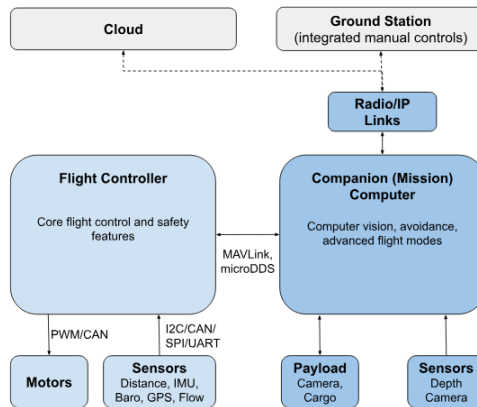 Cloud
Ground Station
(integrated manual controls)
Radio/IP
Links
Flight Controller
Core flight control and safety
features
Companion (Mission)
Computer
Computer vision, avoidance,
advanced flight modes
MAVLink,
microDDS
PWM/CAN
I2C/CAN/
SPI/UART
Motors
Sensors
Distance, IMU,
Baro, GPS, Flow
Payload
Camera,
Cargo
Sensors
Depth
Camera